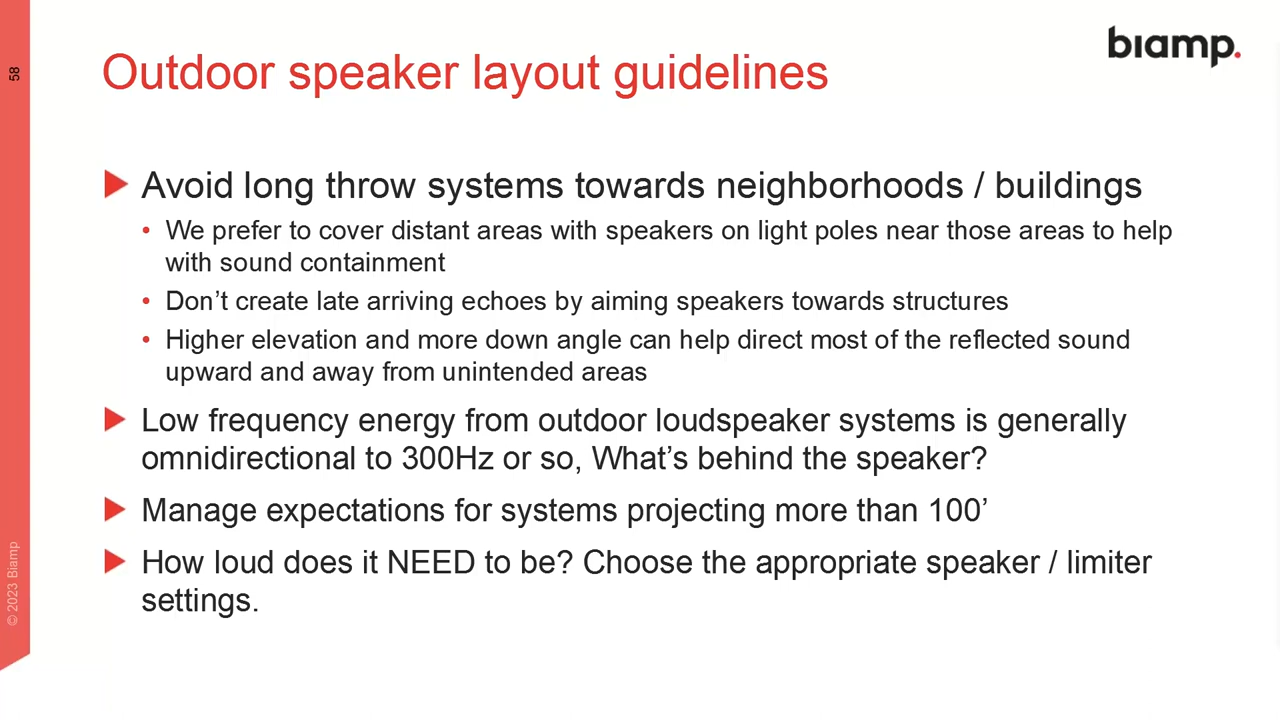 58
biamp.
Outdoor speaker layout guidelines
Avoid long throw systems towards neighborhoods / buildings
• We prefer to cover distant areas with speakers on light poles near those areas to help
with sound containment
• Don’t create late arriving echoes by aiming speakers towards structures
• Higher elevation and more down angle can help direct most of the reflected sound
upward and away from unintended areas
Low frequency energy from outdoor loudspeaker systems is generally
omnidirectional to 300Hz or so, What’s behind the speaker?
Manage expectations for systems projecting more than 100’
How loud does it NEED to be? Choose the appropriate speaker / limiter
settings.
© 2023 Biamp